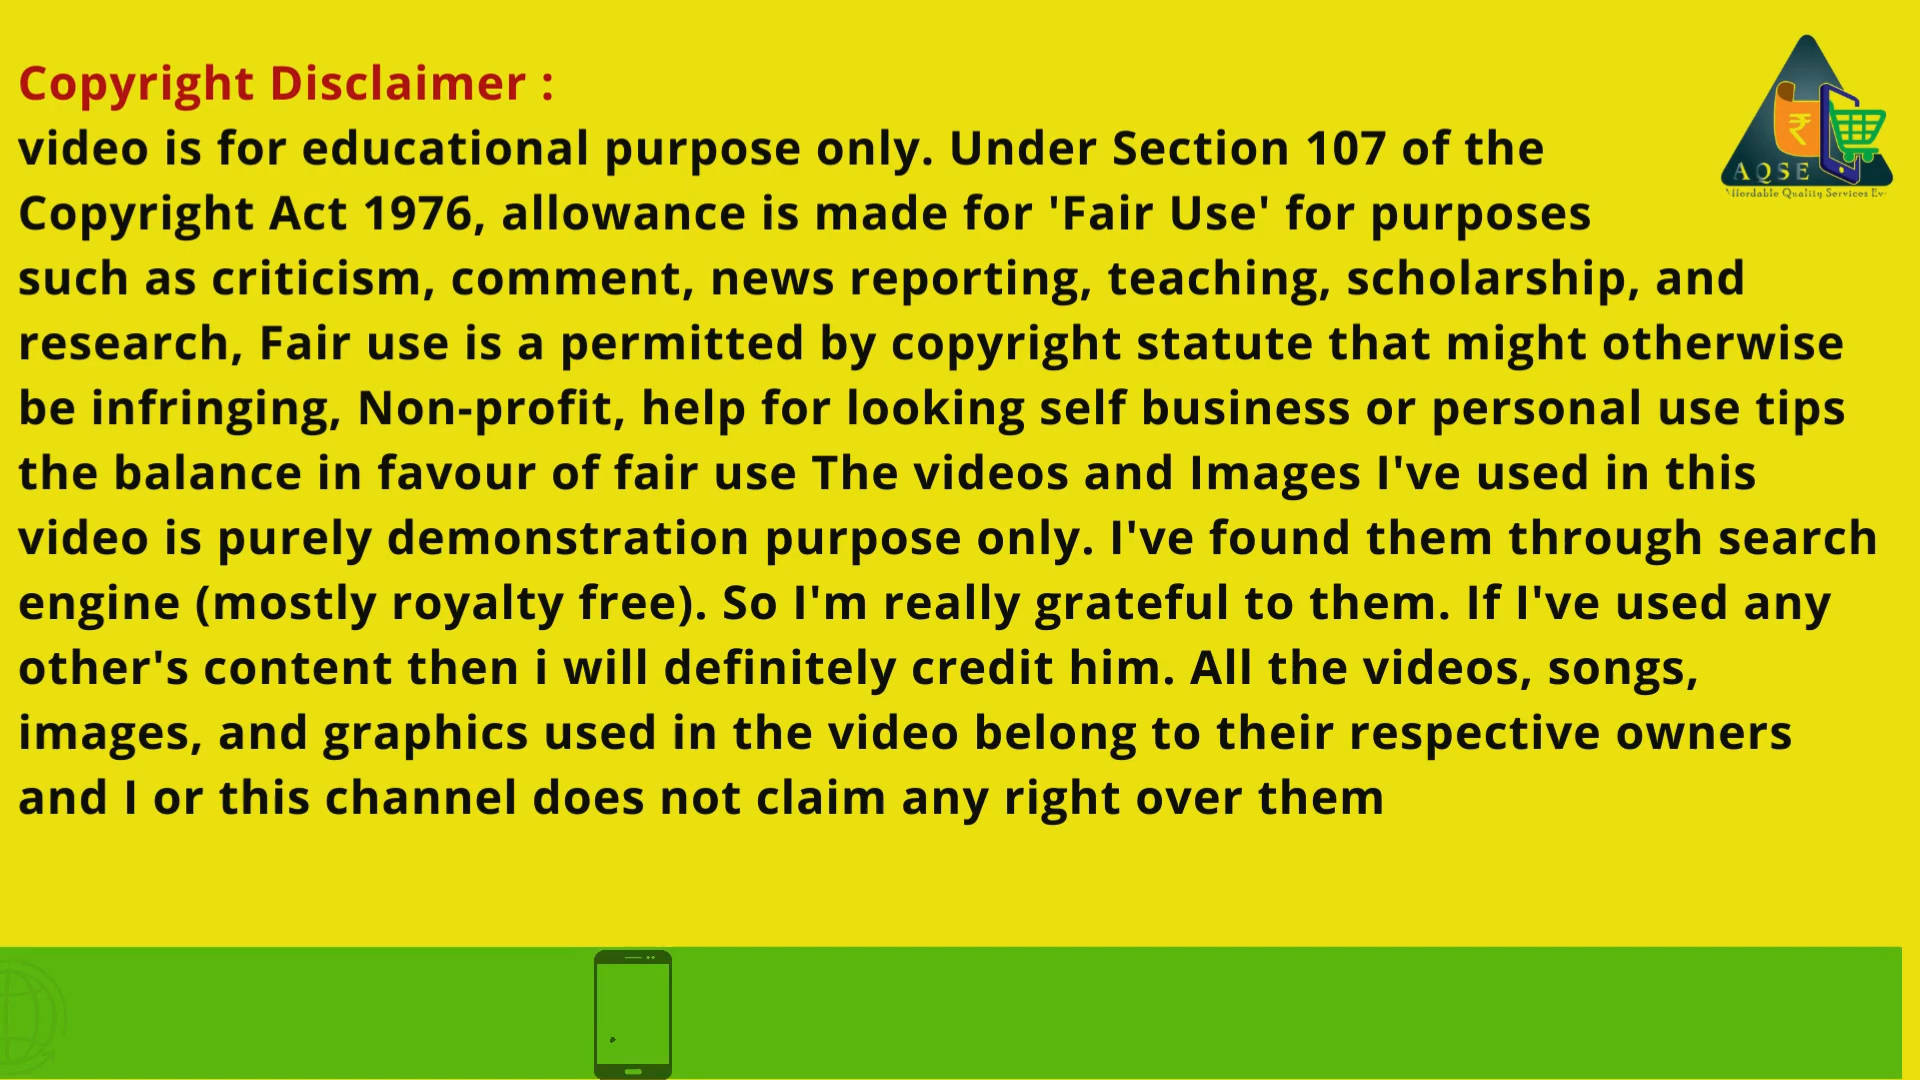 Copyright Disclaimer :
video is for educational purpose only. Under Section 107 of the
Copyright Act 1976, allowance is made for 'Fair Use' for purposes
such as criticism, comment, news reporting, teaching, scholarship, and
research, Fair use is a permitted by copyright statute that might otherwise
be infringing, Non-profit, help for looking self business or personal use tips
the balance in favour of fair use The videos and Images I've used in this
video is purely demonstration purpose only. I've found them through search
engine (mostly royalty free). So I'm really grateful to them. If I've used any
other's content then i will definitely credit him. All the videos, songs,
images, and graphics used in the video belong to their respective owners
and I or this channel does not claim any right over them
₹
AQSE
Quality Services